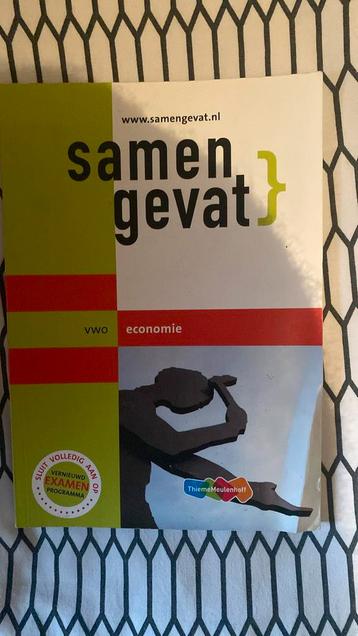 www.samengevat.nl
samen
gevat}
vwo economie
SLUIT VOLLEDIG AAN OP
VERNIEUWD
EXAMEN
PROGRAMMA
ThiemeMeulenhoff